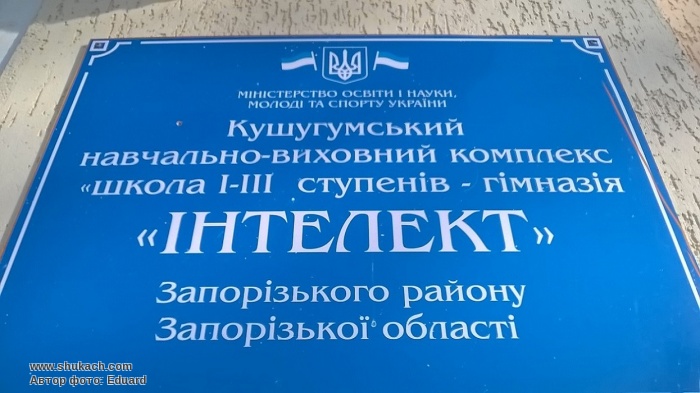 МІНІСТЕРСТВО ОСВІТИ І НАУКИ,
МОЛОДІ ТА СПОРТУ УКРАЇНИ
Кушугумський
навчально-виховний комплекс
«школа І-ІІІ ступенів - гімназія
«ІНТЕЛЕКТ»
Запорізького району
Запорізької області
www.shukach.com
Автор фото: Eduard